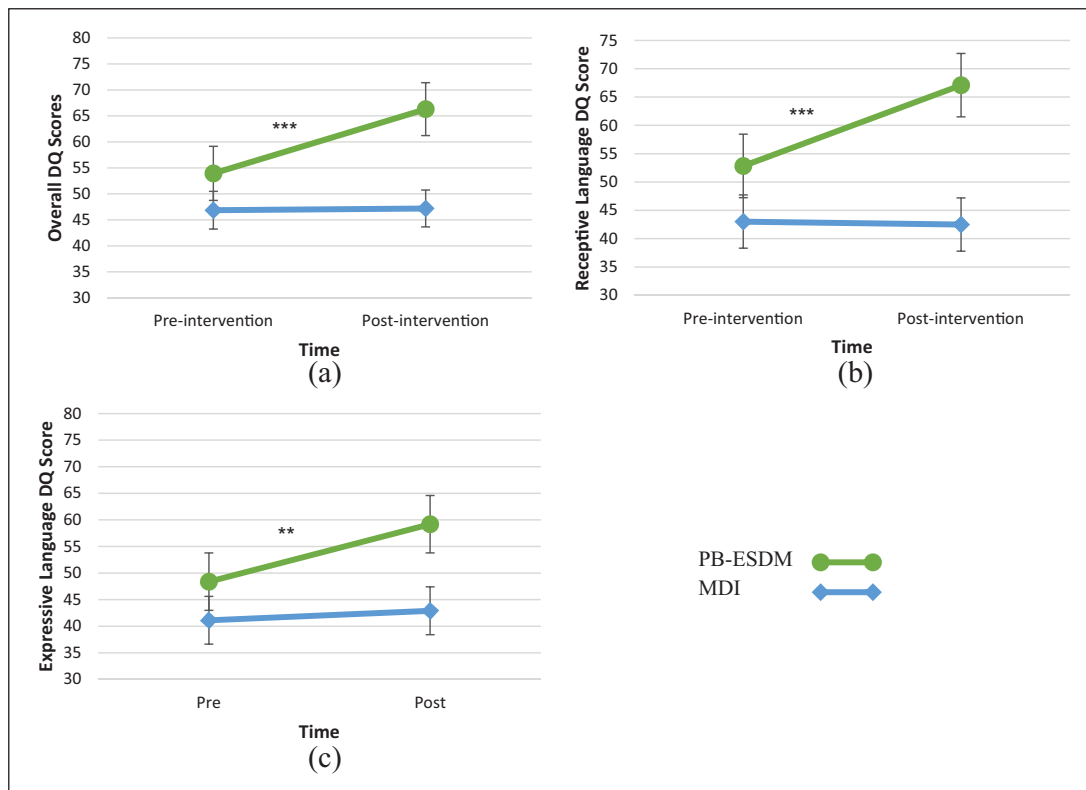 Overall DQ Scores
80
75
70
65
60
55
50
45
40
35
30
***
Pre-intervention
Post-intervention
Time
(a)
Receptive Language DQ Score
75
70
65
60
55
50
45
40
35
30
***
Pre-intervention
Post-intervention
Time
(b)
Expressive Language DQ Score
80
75
70
65
60
55
50
45
40
35
30
**
Pre
Post
Time
(c)
PB-ESDM
MDI